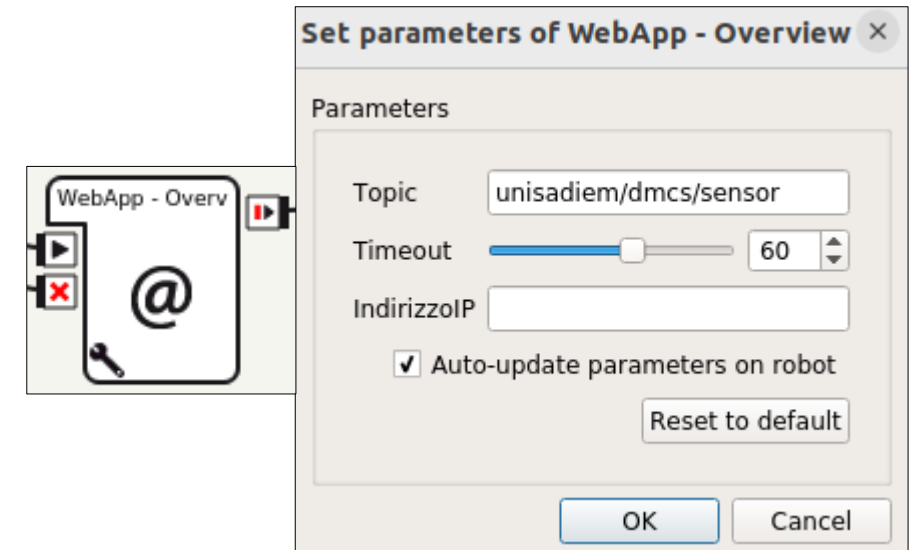 Set parameters of WebApp - Overview
Parameters
WebApp - Overv
@
Topic unisadiem/dmcs/sensor
Timeout 60
IndirizzoIP
Auto-update parameters on robot
Reset to default
OK Cancel